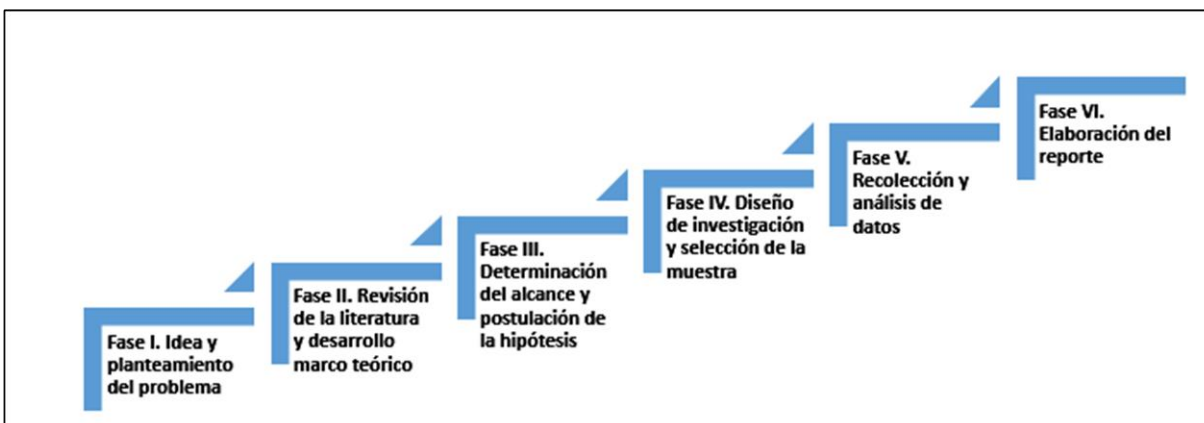 Fase I. Idea y
planteamiento
del problema
Fase II. Revisión
de la literatura
y desarrollo
marco teórico
Fase III.
Determinación
del alcance y
postulación de
la hipótesis
Fase IV. Diseño
de investigación
y selección de la
muestra
Fase V.
Recolección y
análisis de
datos
Fase VI.
Elaboración del
reporte